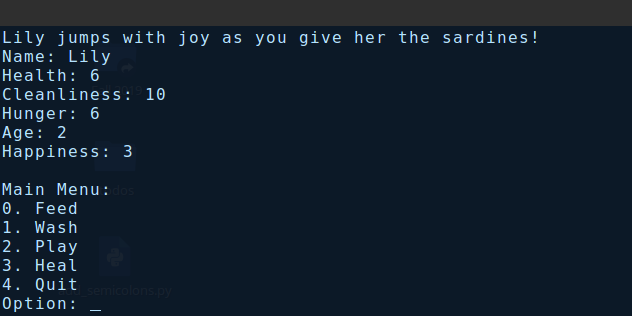 Lily jumps with joy as you give her the sardines!
Name: Lily
Health: 6
Cleanliness: 10
Hunger: 6
Age: 2
Happiness: 3
Main Menu:
0. Feed
1. Wash
2. Play
3. Heal
4. Quit
Option: _